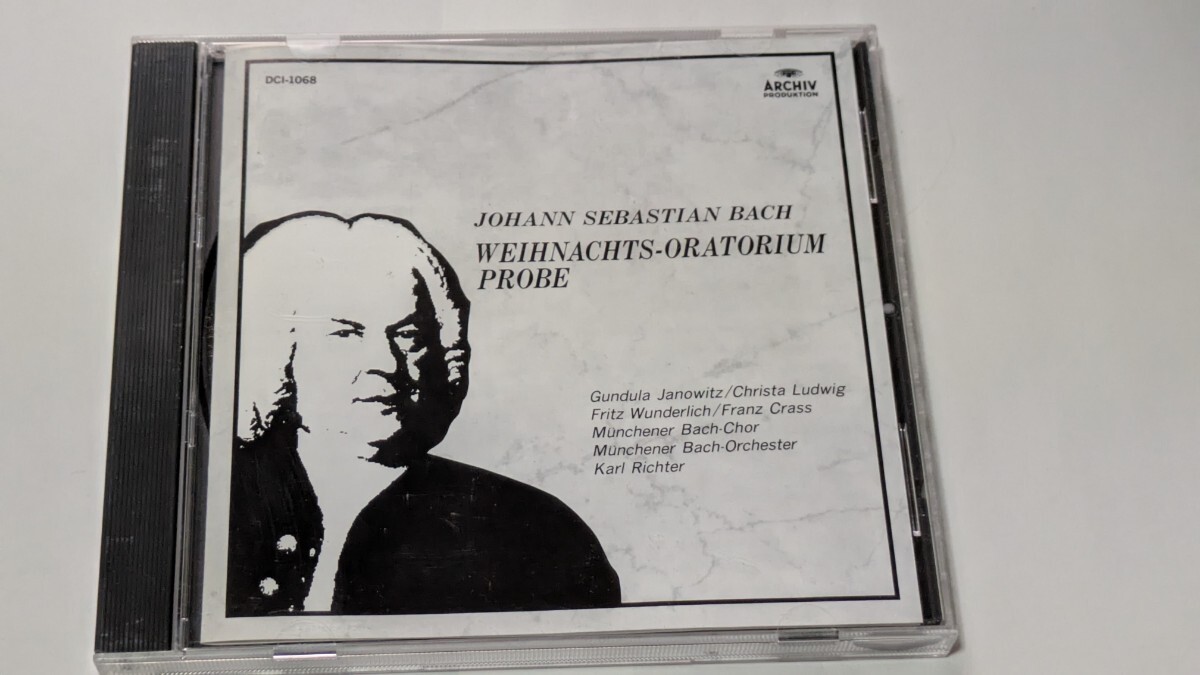 DCI-1068
ARCHIV
PRODUKTION
JOHANN SEBASTIAN BACH
WEIHNACHTS-ORATORIUM
PROBE
Gundula Janowitz/Christa Ludwig
Fritz Wunderlich/Franz Crass
Münchener Bach-Chor
Münchener Bach-Orchester
Karl Richter